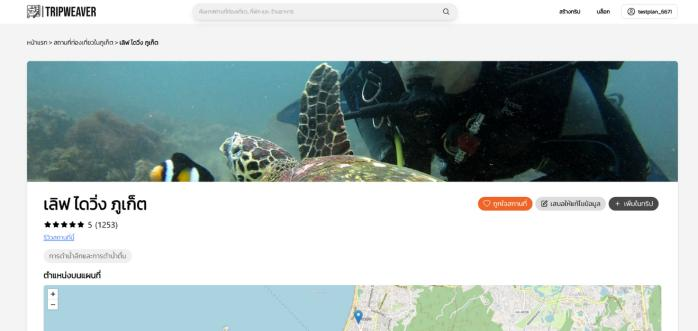 TRIPWEAVER
ค้นหาสถานที่ท่องเที่ยว, ที่พัก และ ร้านอาหาร
สร้างทริป
บล็อก
testplan_5671
หน้าแรก > สถานที่ท่องเที่ยวในภูเก็ต > เลิฟ ไดวิ่ง ภูเก็ต
เลิฟ ไดวิ่ง ภูเก็ต
ถูกใจสถานที่
เสนอให้แก้ไขข้อมูล
+ เพิ่มในทริป
5 (1253)
รีวิวสถานที่นี้
การดำน้ำลึกและการดำน้ำตื้น
ตำแหน่งบนแผนที่
+
−